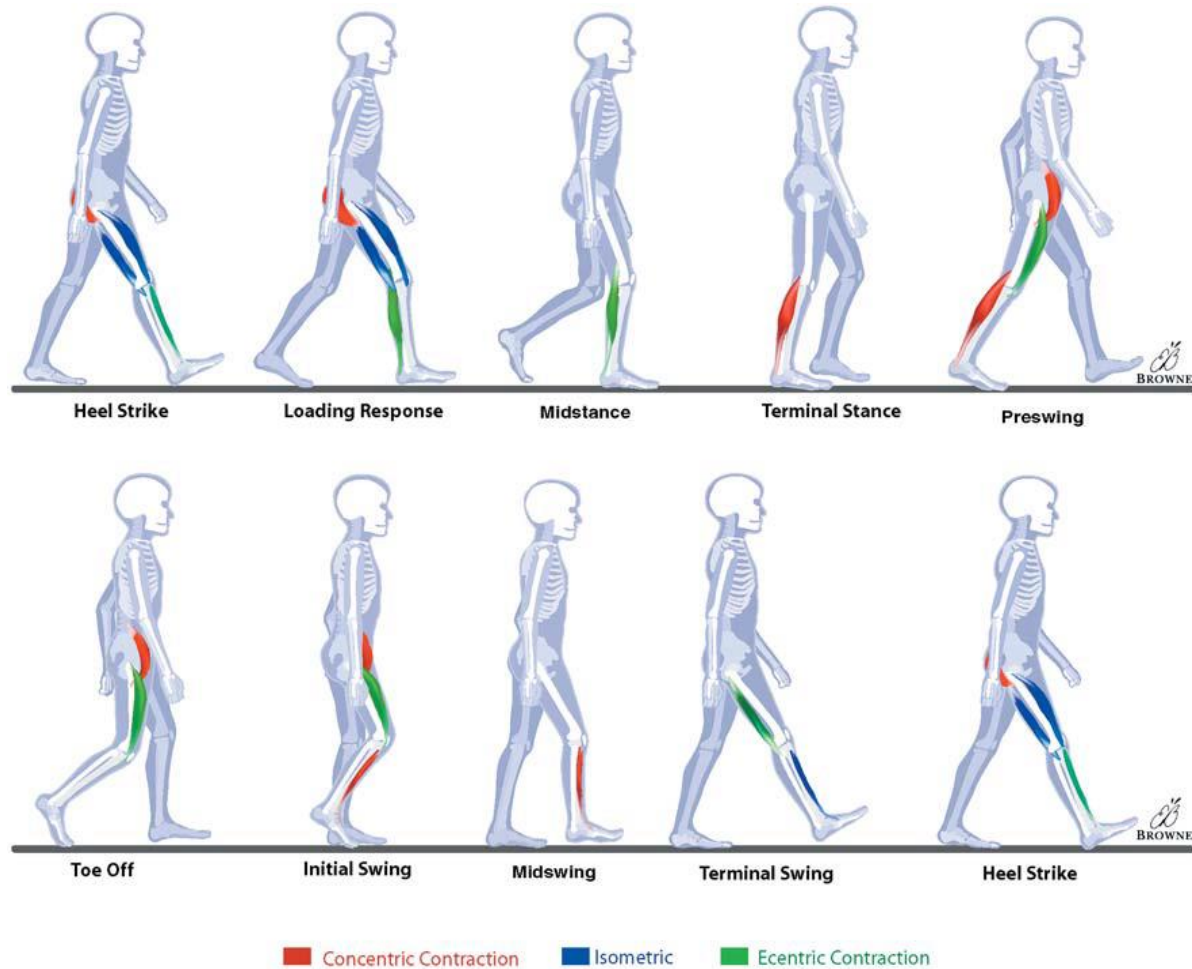 BROWNE
Heel Strike
Loading Response
Midstance
Terminal Stance
Preswing
BROWNE
Toe Off
Initial Swing
Midswing
Terminal Swing
Heel Strike
Concentric Contraction
Isometric
Ecentric Contraction